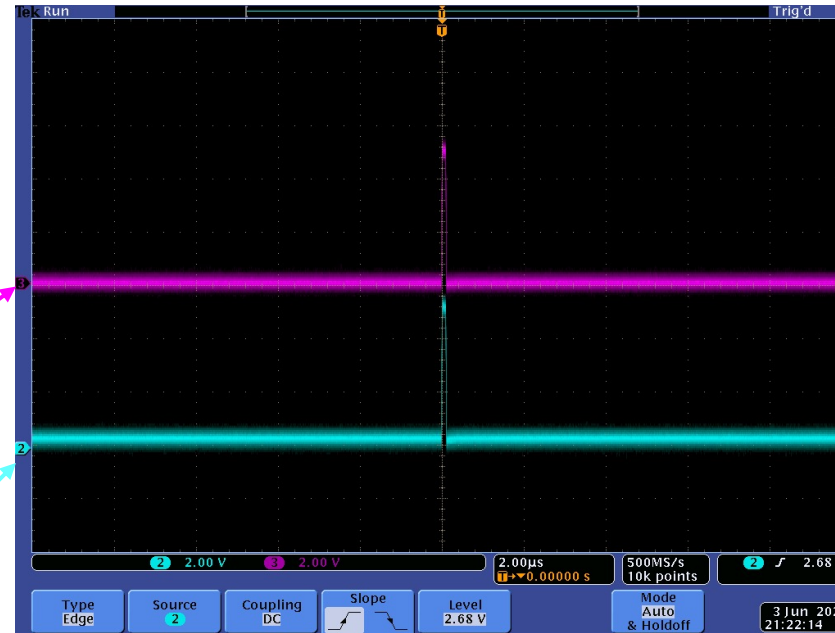 Tek Run Trig'd
U
T
T
3
2
2 2.00 V 3 2.00 V
2.00µs
T→▼0.00000 s
500MS/s
10k points
2 2.68
Type
Edge
Source
2
Coupling
DC
Slope
Level
2.68 V
Mode
Auto
& Holdoff
3 Jun 202
21:22:14